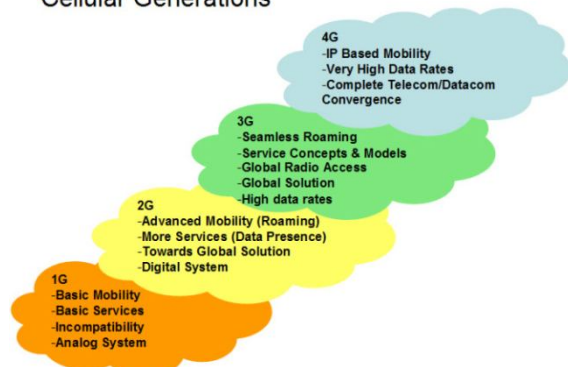 Cellular Generations
4G
-IP Based Mobility
-Very High Data Rates
-Complete Telecom/Datacom
Convergence
3G
-Seamless Roaming
-Service Concepts & Models
-Global Radio Access
-Global Solution
-High data rates
2G
-Advanced Mobility (Roaming)
-More Services (Data Presence)
-Towards Global Solution
-Digital System
1G
-Basic Mobility
-Basic Services
-Incompatibility
-Analog System